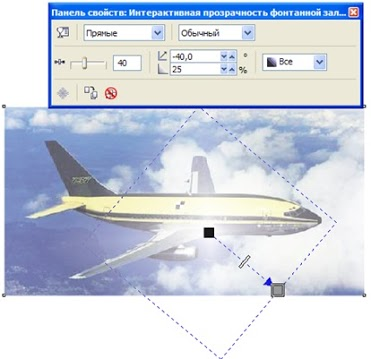 Панель свойств: Интерактивная прозрачность фонтанной зал...
Прямые Обычный
40 -40,0 ° Все
25 %